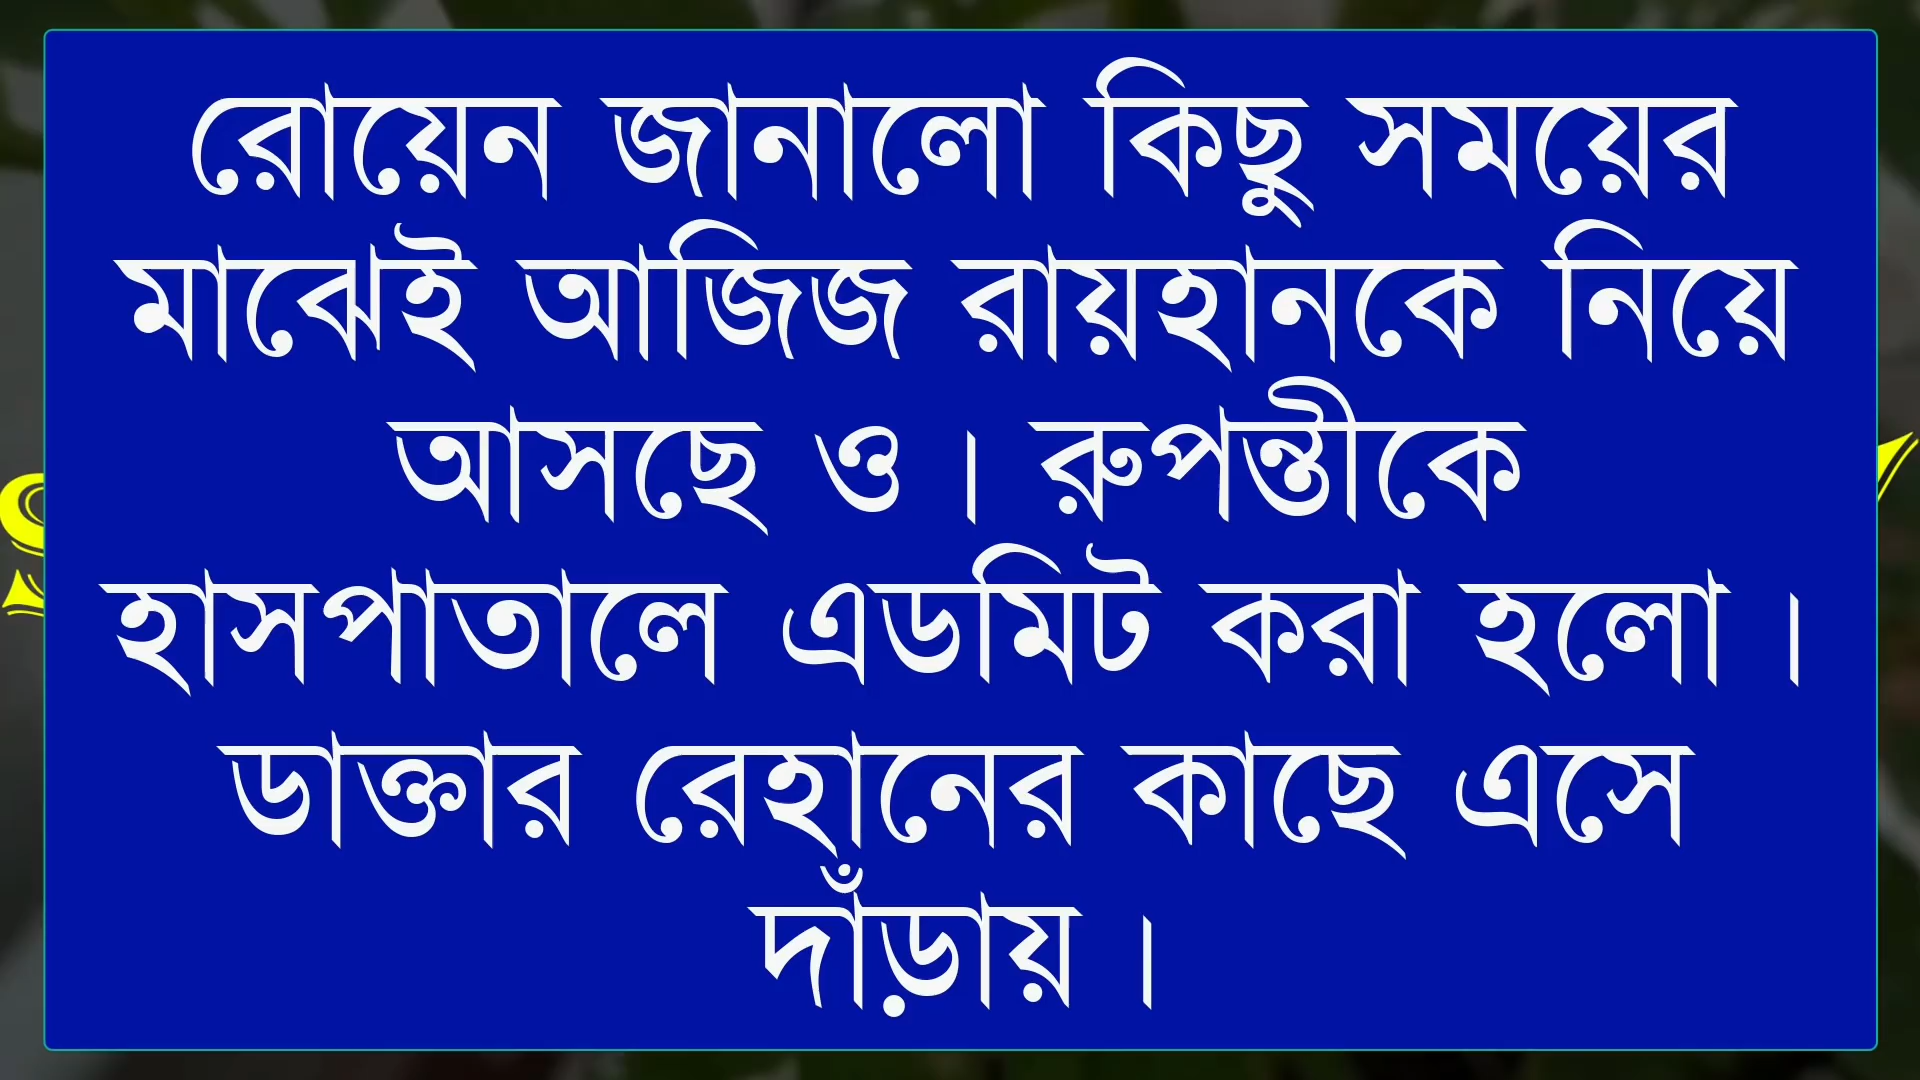 রোয়েন জানালো কিছু সময়ের
মাঝেই আজিজ রায়হানকে নিয়ে
আসছে ও । রুপন্তীকে
হাসপাতালে এডমিট করা হলো ।
ডাক্তার রেহানের কাছে এসে
দাঁড়ায় ।